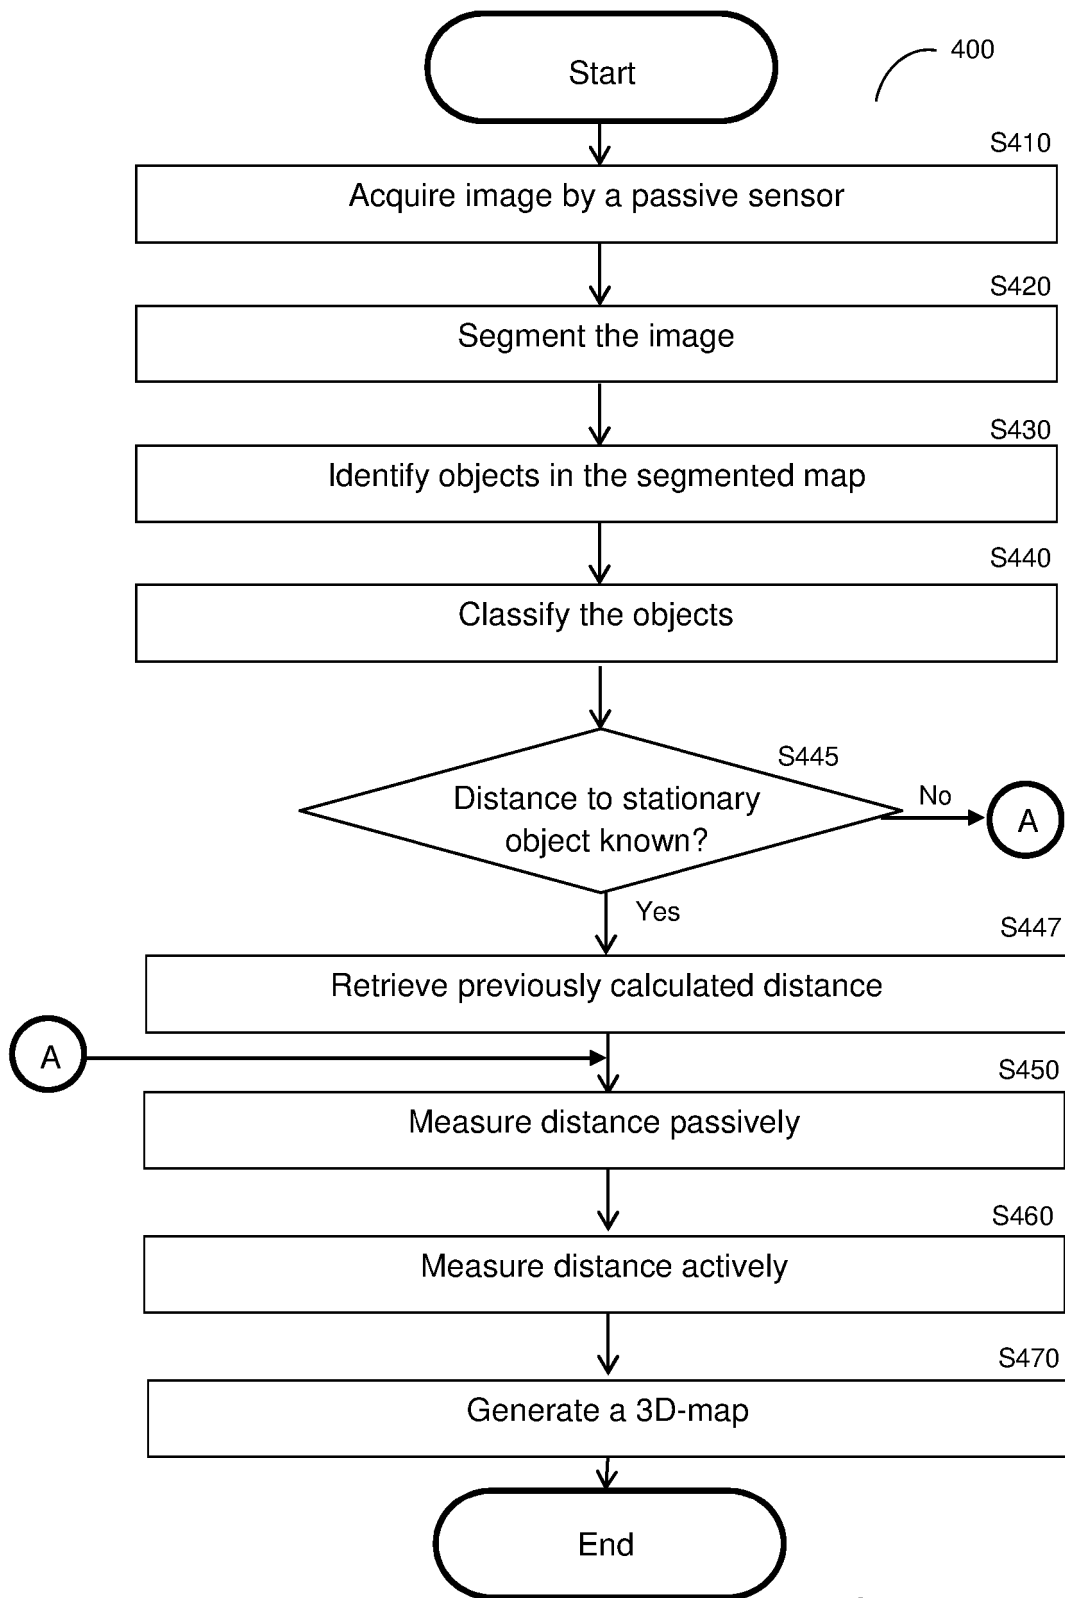 Start
400
S410
Acquire image by a passive sensor
S420
Segment the image
S430
Identify objects in the segmented map
S440
Classify the objects
S445
Distance to stationary
object known?
No
A
Yes
S447
Retrieve previously calculated distance
A
S450
Measure distance passively
S460
Measure distance actively
S470
Generate a 3D-map
End